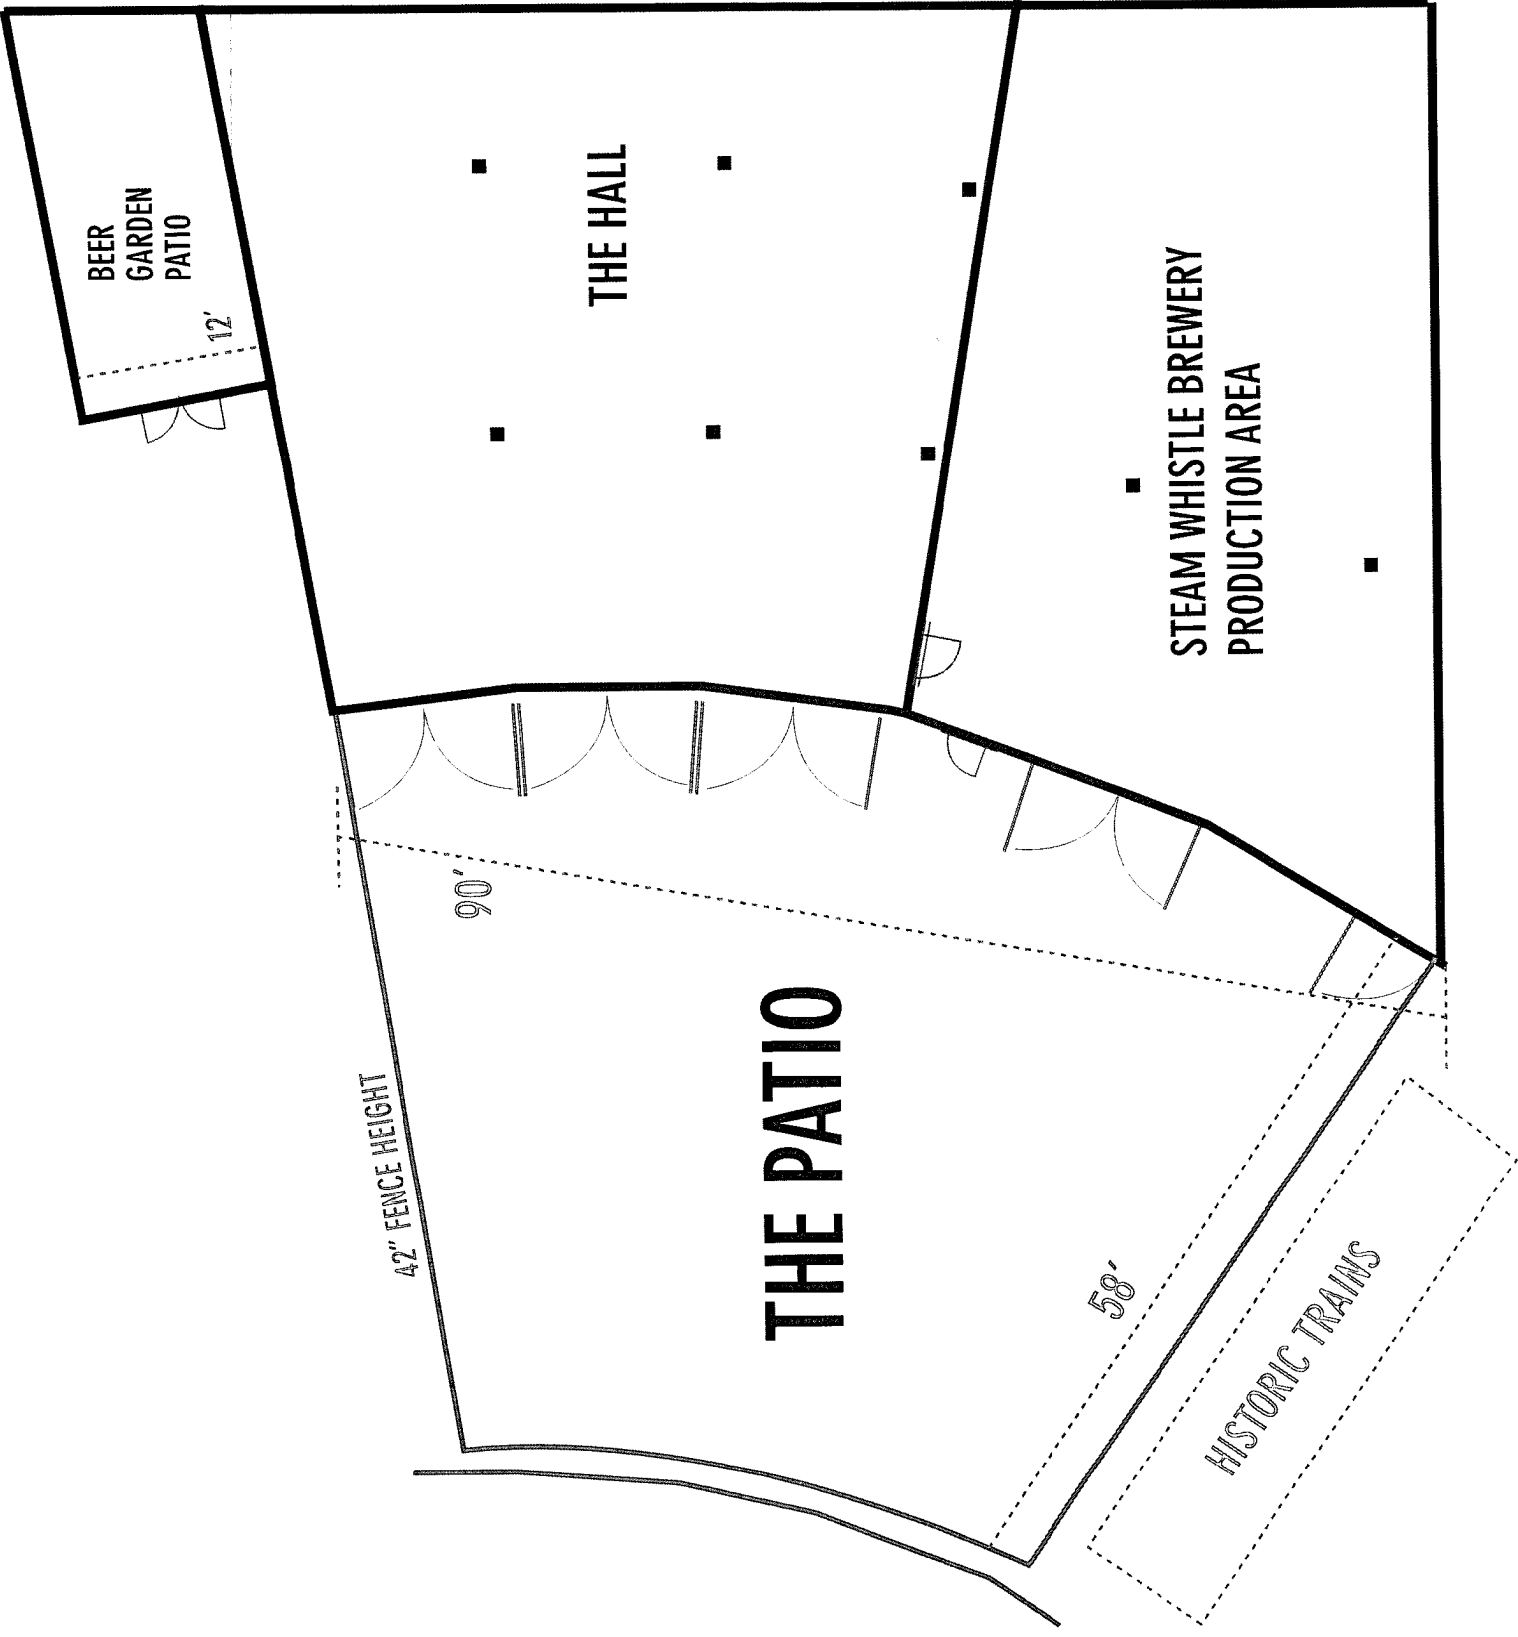 BEER
GARDEN
PATIO
12'
THE HALL
STEAM WHISTLE BREWERY
PRODUCTION AREA
90'
THE PATIO
42" FENCE HEIGHT
58'
HISTORIC TRAINS